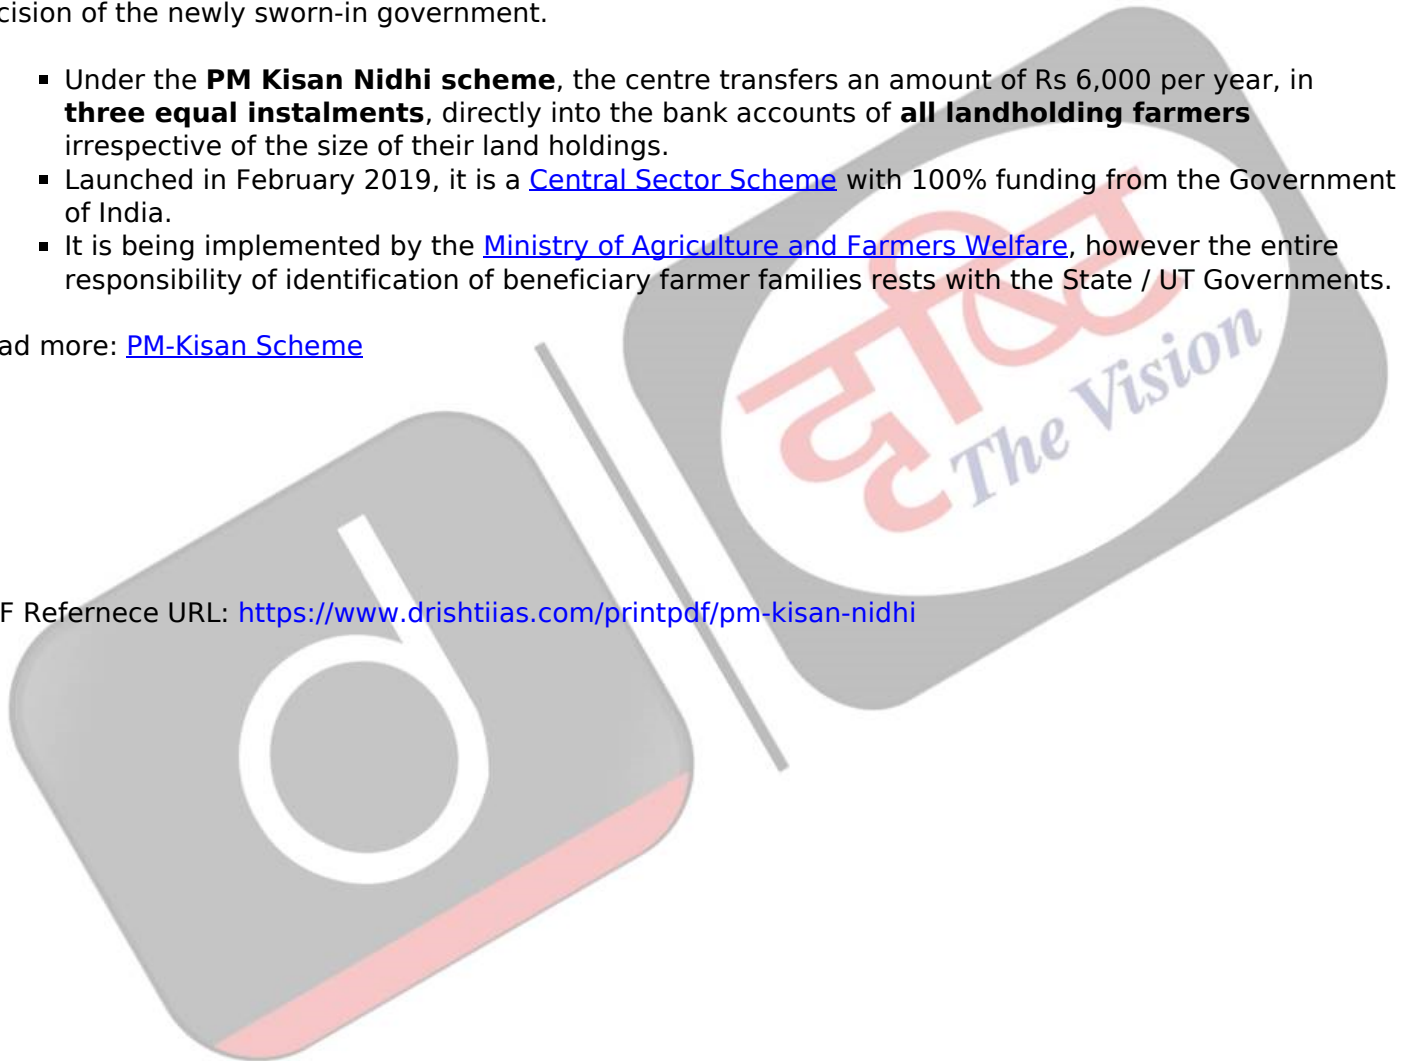 cision of the newly sworn-in government.
Under the PM Kisan Nidhi scheme, the centre transfers an amount of Rs 6,000 per year, in
three equal instalments, directly into the bank accounts of all landholding farmers
irrespective of the size of their land holdings.
Launched in February 2019, it is a Central Sector Scheme with 100% funding from the Government
of India.
It is being implemented by the Ministry of Agriculture and Farmers Welfare, however the entire
responsibility of identification of beneficiary farmer families rests with the State / UT Governments.
ad more: PM-Kisan Scheme
दृष्टि
The Vision
F Refernece URL: https://www.drishtiias.com/printpdf/pm-kisan-nidhi
d